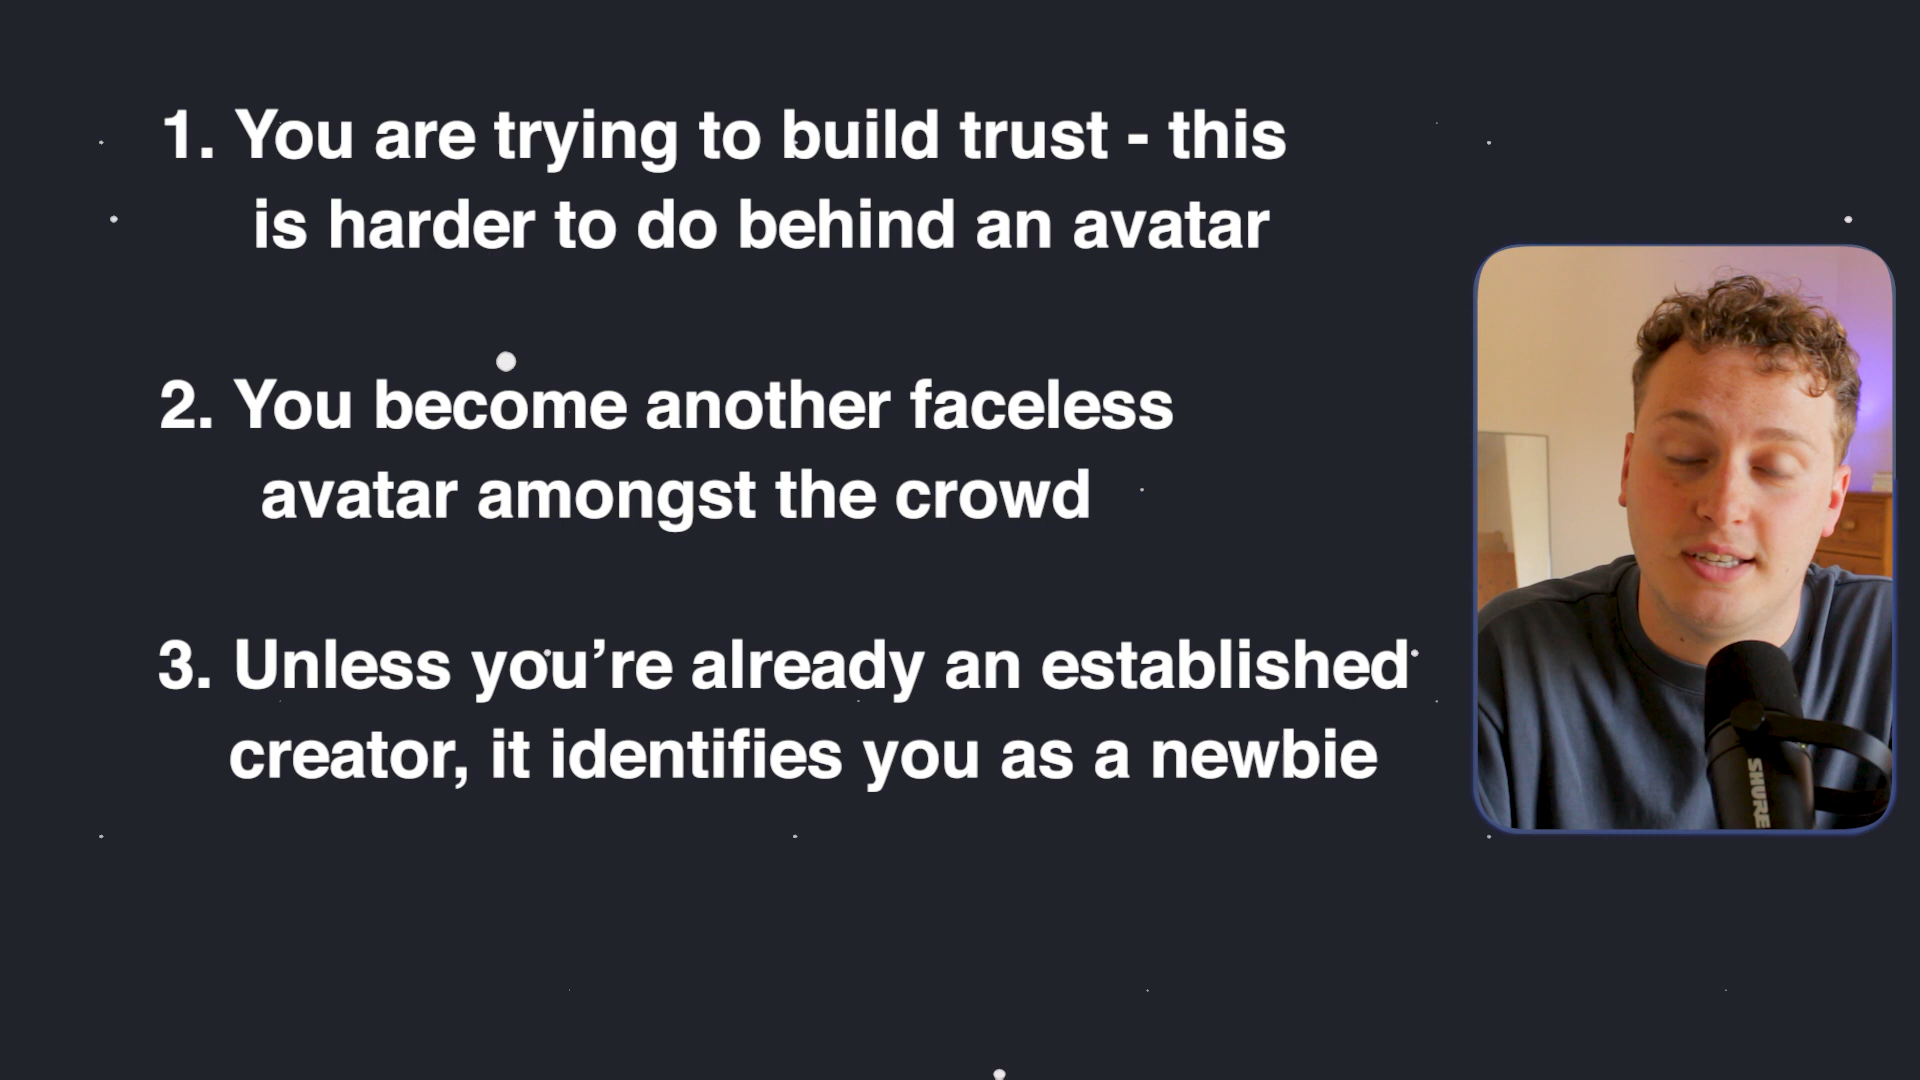 1. You are trying to build trust - this
is harder to do behind an avatar
2. You become another faceless
avatar amongst the crowd
3. Unless you’re already an established
creator, it identifies you as a newbie
SHURE